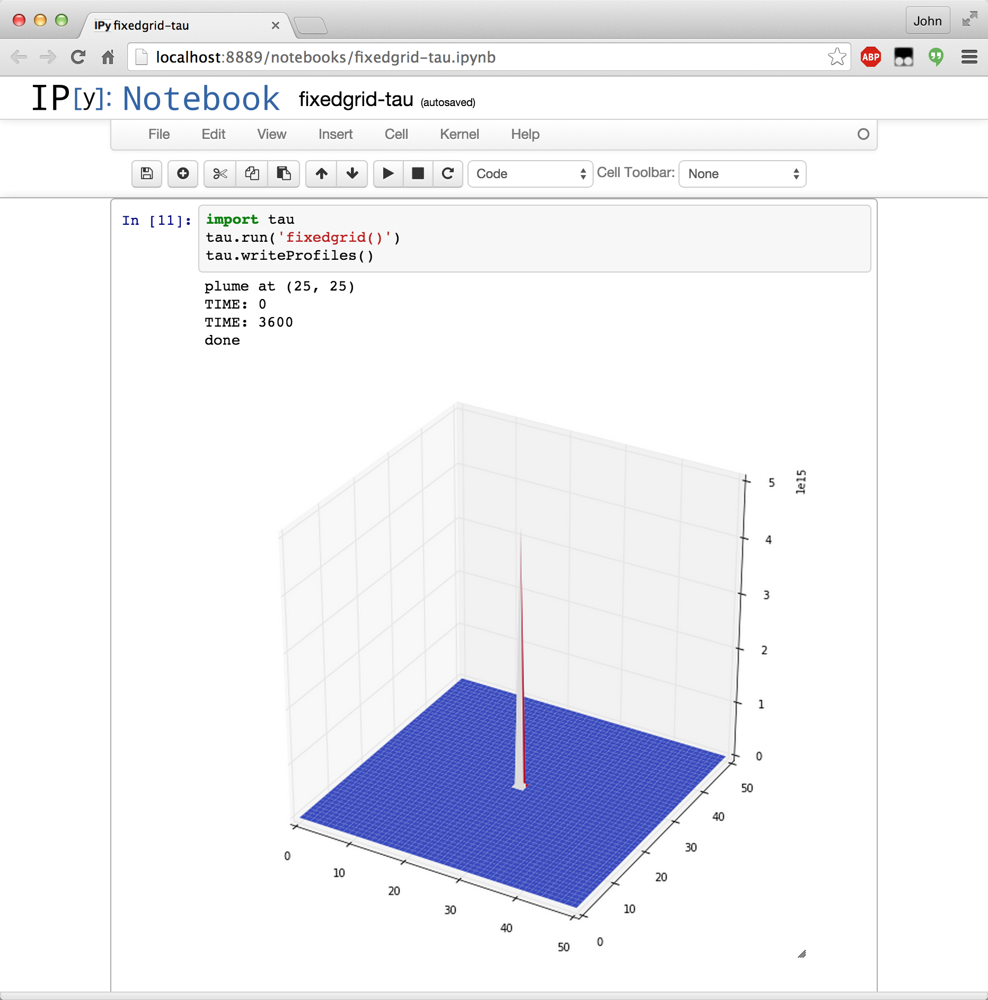 IPy fixedgrid-tau
John
localhost:8889/notebooks/fixedgrid-tau.ipynb
ABP
IP[y]: Notebook fixedgrid-tau (autosaved)
File Edit View Insert Cell Kernel Help
Code Cell Toolbar: None
In [11]: import tau
tau.run('fixedgrid()')
tau.writeProfiles()
plume at (25, 25)
TIME: 0
TIME: 3600
done
1e15
5
4
3
2
1
0
50
40
30
20
10
0
0
10
20
30
40
50